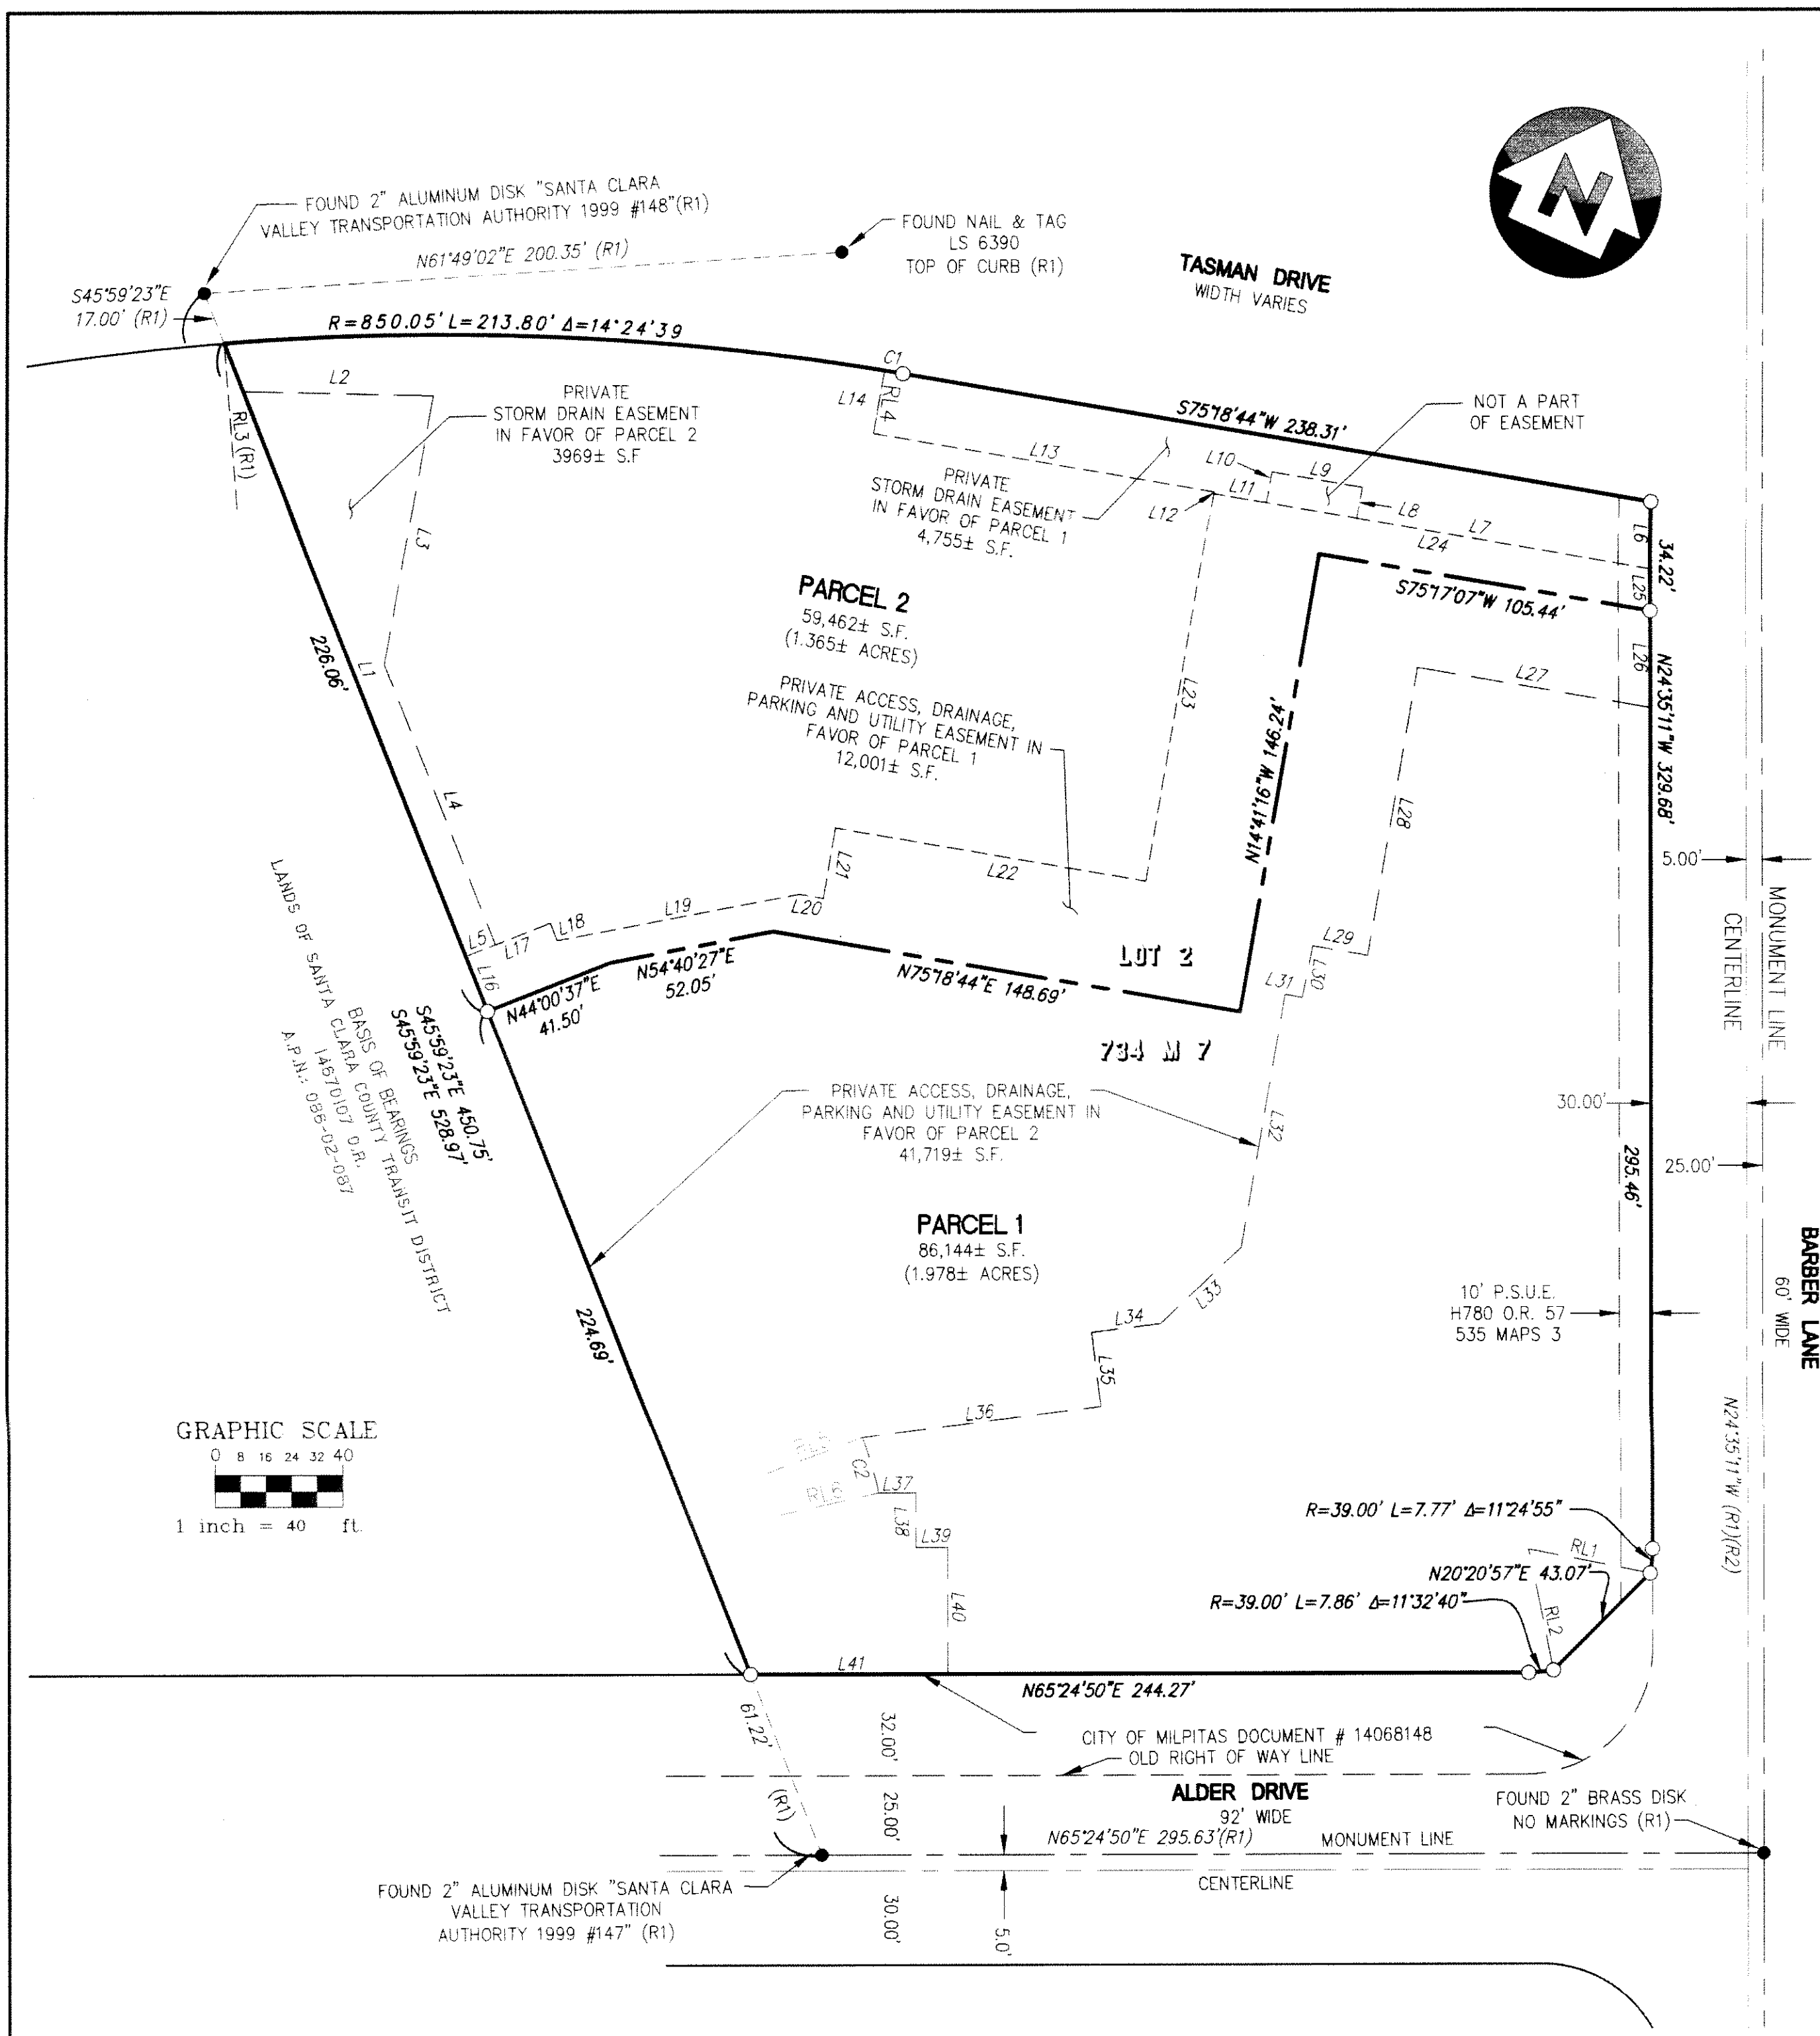 FOUND 2" ALUMINUM DISK "SANTA CLARA
VALLEY TRANSPORTATION AUTHORITY 1999 #148"(R1)
N61°49'02"E 200.35' (R1)
FOUND NAIL & TAG
LS 6390
TOP OF CURB (R1)
S45°59'23"E
17.00' (R1)
TASMAN DRIVE
WIDTH VARIES
N
R=850.05' L=213.80' Δ=14°24'39
C1
L2
L14
RL4
S75°18'44"W 238.31'
NOT A PART
OF EASEMENT
PRIVATE
STORM DRAIN EASEMENT
IN FAVOR OF PARCEL 2
3969± S.F
RL3 (R1)
L13
L10
L9
L11
L8
L12
L7
L24
L6
34.22'
PRIVATE
STORM DRAIN EASEMENT
IN FAVOR OF PARCEL 1
4,755± S.F.
L3
L25
S75°17'07"W 105.44'
PARCEL 2
59,462± S.F.
(1.365± ACRES)
226.06'
L1
L26
N24°35'11"W 329.68'
L27
L23
PRIVATE ACCESS, DRAINAGE,
PARKING AND UTILITY EASEMENT IN
FAVOR OF PARCEL 1
12,001± S.F.
N14°41'16"W 146.24'
L4
L28
5.00'
MONUMENT LINE
CENTERLINE
L21
L22
L20
L19
L18
L17
L5
L16
N44°00'37"E
41.50'
N54°40'27"E
52.05'
N75°18'44"E 148.69'
LOT 2
L29
L30
L31
734 M 7
S45°59'23"E 450.75'
S45°59'23"E 528.97'
BASIS OF BEARINGS
LANDS OF SANTA CLARA COUNTY TRANSIT DISTRICT
14670107 O.R.
A.P.N.: 086-02-087
PRIVATE ACCESS, DRAINAGE,
PARKING AND UTILITY EASEMENT IN
FAVOR OF PARCEL 2
41,719± S.F.
L32
30.00'
25.00'
295.46'
PARCEL 1
86,144± S.F.
(1.978± ACRES)
BARBER LANE
60' WIDE
224.69'
L33
L34
L35
L36
10' P.S.U.E.
H780 O.R. 57
535 MAPS 3
N24°35'11"W (R1)(R2)
GRAPHIC SCALE
0 8 16 24 32 40
1 inch = 40 ft.
RL6
C2
L37
L38
L39
L40
R=39.00' L=7.77' Δ=11°24'55"
RL1
N20°20'57"E 43.07'
R=39.00' L=7.86' Δ=11°32'40"
RL2
L41
N65°24'50"E 244.27'
61.22'
(R1)
32.00'
25.00'
30.00'
5.0'
CITY OF MILPITAS DOCUMENT # 14068148
OLD RIGHT OF WAY LINE
ALDER DRIVE
92' WIDE
N65°24'50"E 295.63'(R1)
MONUMENT LINE
CENTERLINE
FOUND 2" BRASS DISK
NO MARKINGS (R1)
FOUND 2" ALUMINUM DISK "SANTA CLARA
VALLEY TRANSPORTATION
AUTHORITY 1999 #147" (R1)